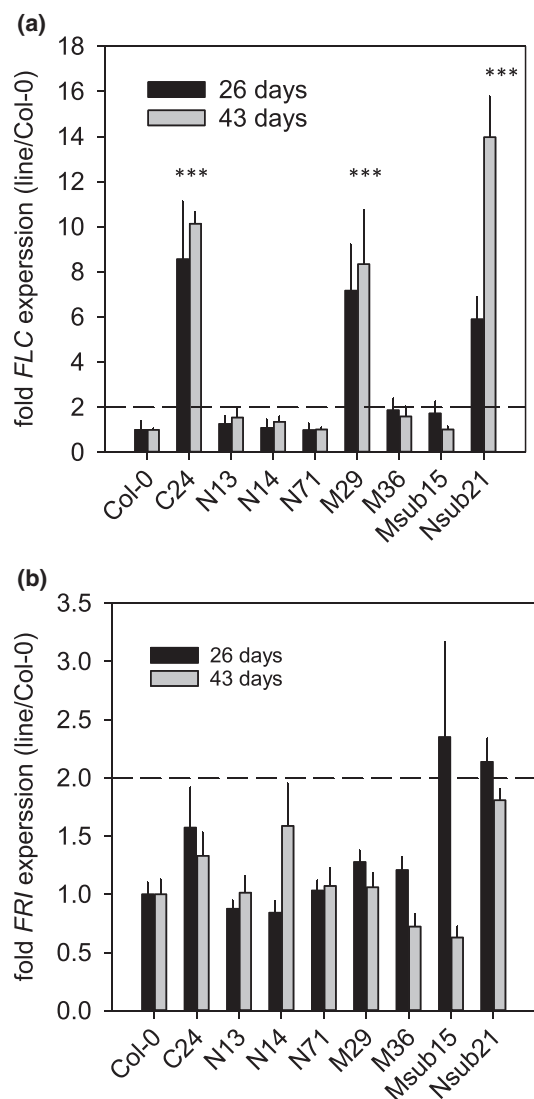 (a)
18
16
14
12
10
8
6
4
2
0
fold FLC experssion (line/Col-0)
26 days
43 days
***
***
***
Col-0
C24
N13
N14
N71
M29
M36
Msub15
Nsub21
(b)
3.5
3.0
2.5
2.0
1.5
1.0
0.5
0.0
fold FRI experssion (line/Col-0)
26 days
43 days
Col-0
C24
N13
N14
N71
M29
M36
Msub15
Nsub21